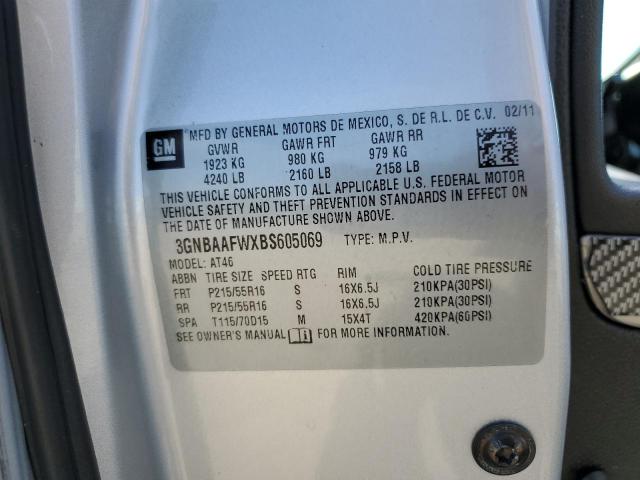 GM
MFD BY GENERAL MOTORS DE MEXICO, S. DE R.L. DE C.V. 02/11
GVWR GAWR FRT GAWR RR
1923 KG 980 KG 979 KG
4240 LB 2160 LB 2158 LB
THIS VEHICLE CONFORMS TO ALL APPLICABLE U.S. FEDERAL MOTOR
VEHICLE SAFETY AND THEFT PREVENTION STANDARDS IN EFFECT ON
THE DATE OF MANUFACTURE SHOWN ABOVE.
3GNBAAFWXBS605069 TYPE: M.P.V.
MODEL: AT46
ABBN TIRE SIZE SPEED RTG RIM COLD TIRE PRESSURE
FRT P215/55R16 S 16X6.5J 210KPA(30PSI)
RR P215/55R16 S 16X6.5J 210KPA(30PSI)
SPA T115/70D15 M 15X4T 420KPA(60PSI)
SEE OWNER'S MANUAL FOR MORE INFORMATION.